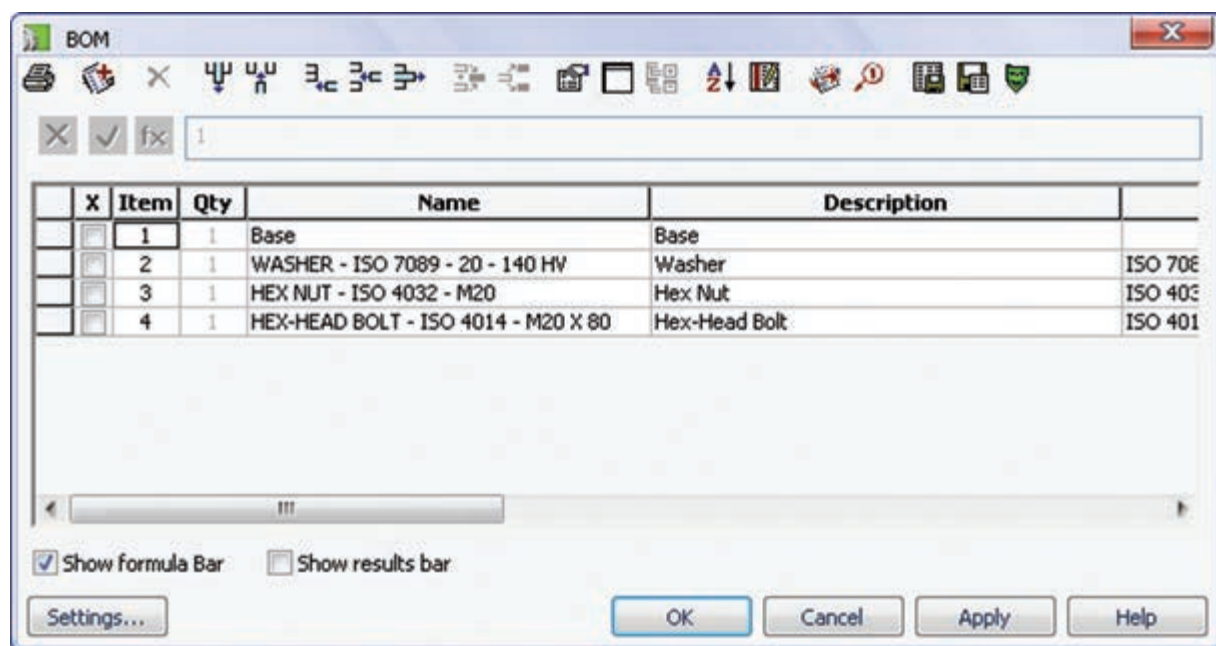 BOM
fx 1
X Item Qty Name Description
1 1 Base Base
2 1 WASHER - ISO 7089 - 20 - 140 HV Washer ISO 708
3 1 HEX NUT - ISO 4032 - M20 Hex Nut ISO 403
4 1 HEX-HEAD BOLT - ISO 4014 - M20 X 80 Hex-Head Bolt ISO 401
Show formula Bar Show results bar
Settings... OK Cancel Apply Help